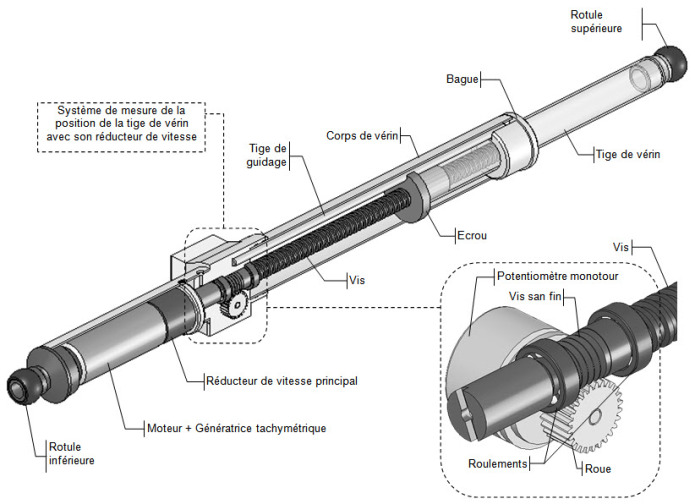 Rotule
supérieure
Bague
Système de mesure de la
position de la tige de vérin
avec son réducteur de vitesse
Corps de vérin
Tige de
guidage
Tige de vérin
Ecrou
Vis
Vis
Potentiomètre monotour
Vis san fin
Réducteur de vitesse principal
Moteur + Génératrice tachymétrique
Rotule
inférieure
Roulements
Roue